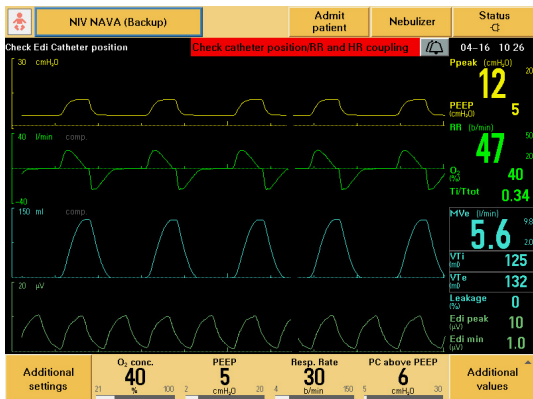 NIV NAVA (Backup)
Admit patient
Nebulizer
Status
Check Edi Catheter position
Check catheter position/RR and HR coupling
04-16 10 26
30 cmH₂O
Ppeak (cmH₂O)
20
12
PEEP (cmH₂O) 5
RR (b/min)
50
47
20
40 l/min comp.
-40
O₂ (%) 40
Ti/Ttot 0.34
150 ml comp.
MVe (l/min)
9.8
5.6
2.0
VTi (ml) 125
VTe (ml) 132
20 µV
Leakage (%) 0
Edi peak (µV) 10
Edi min (µV) 1.0
Additional settings
O₂ conc.
40
21 % 100
PEEP
5
2 cmH₂O 20
Resp. Rate
30
4 b/min 150
PC above PEEP
6
5 cmH₂O 30
Additional values